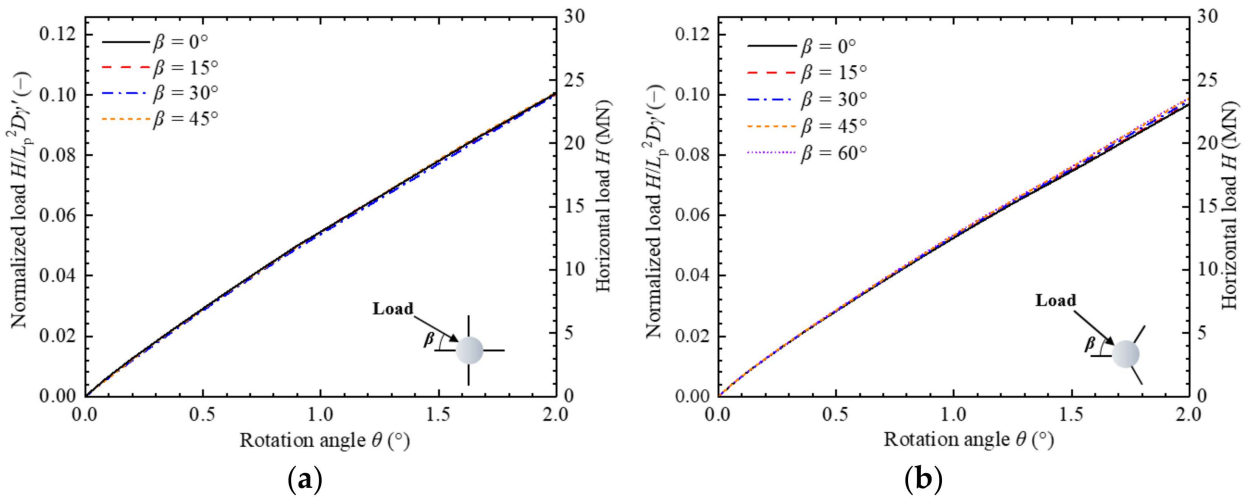 0.12
0.10
0.08
0.06
0.04
0.02
0.00
Normalized load H/Lp²Dγ′ (−)
β = 0°
β = 15°
β = 30°
β = 45°
Load
β
30
25
20
15
10
5
0
Horizontal load H (MN)
0.0 0.5 1.0 1.5 2.0
Rotation angle θ (°)
(a)
0.12
0.10
0.08
0.06
0.04
0.02
0.00
Normalized load H/Lp²Dγ′ (−)
β = 0°
β = 15°
β = 30°
β = 45°
β = 60°
Load
β
30
25
20
15
10
5
0
Horizontal load H (MN)
0.0 0.5 1.0 1.5 2.0
Rotation angle θ (°)
(b)